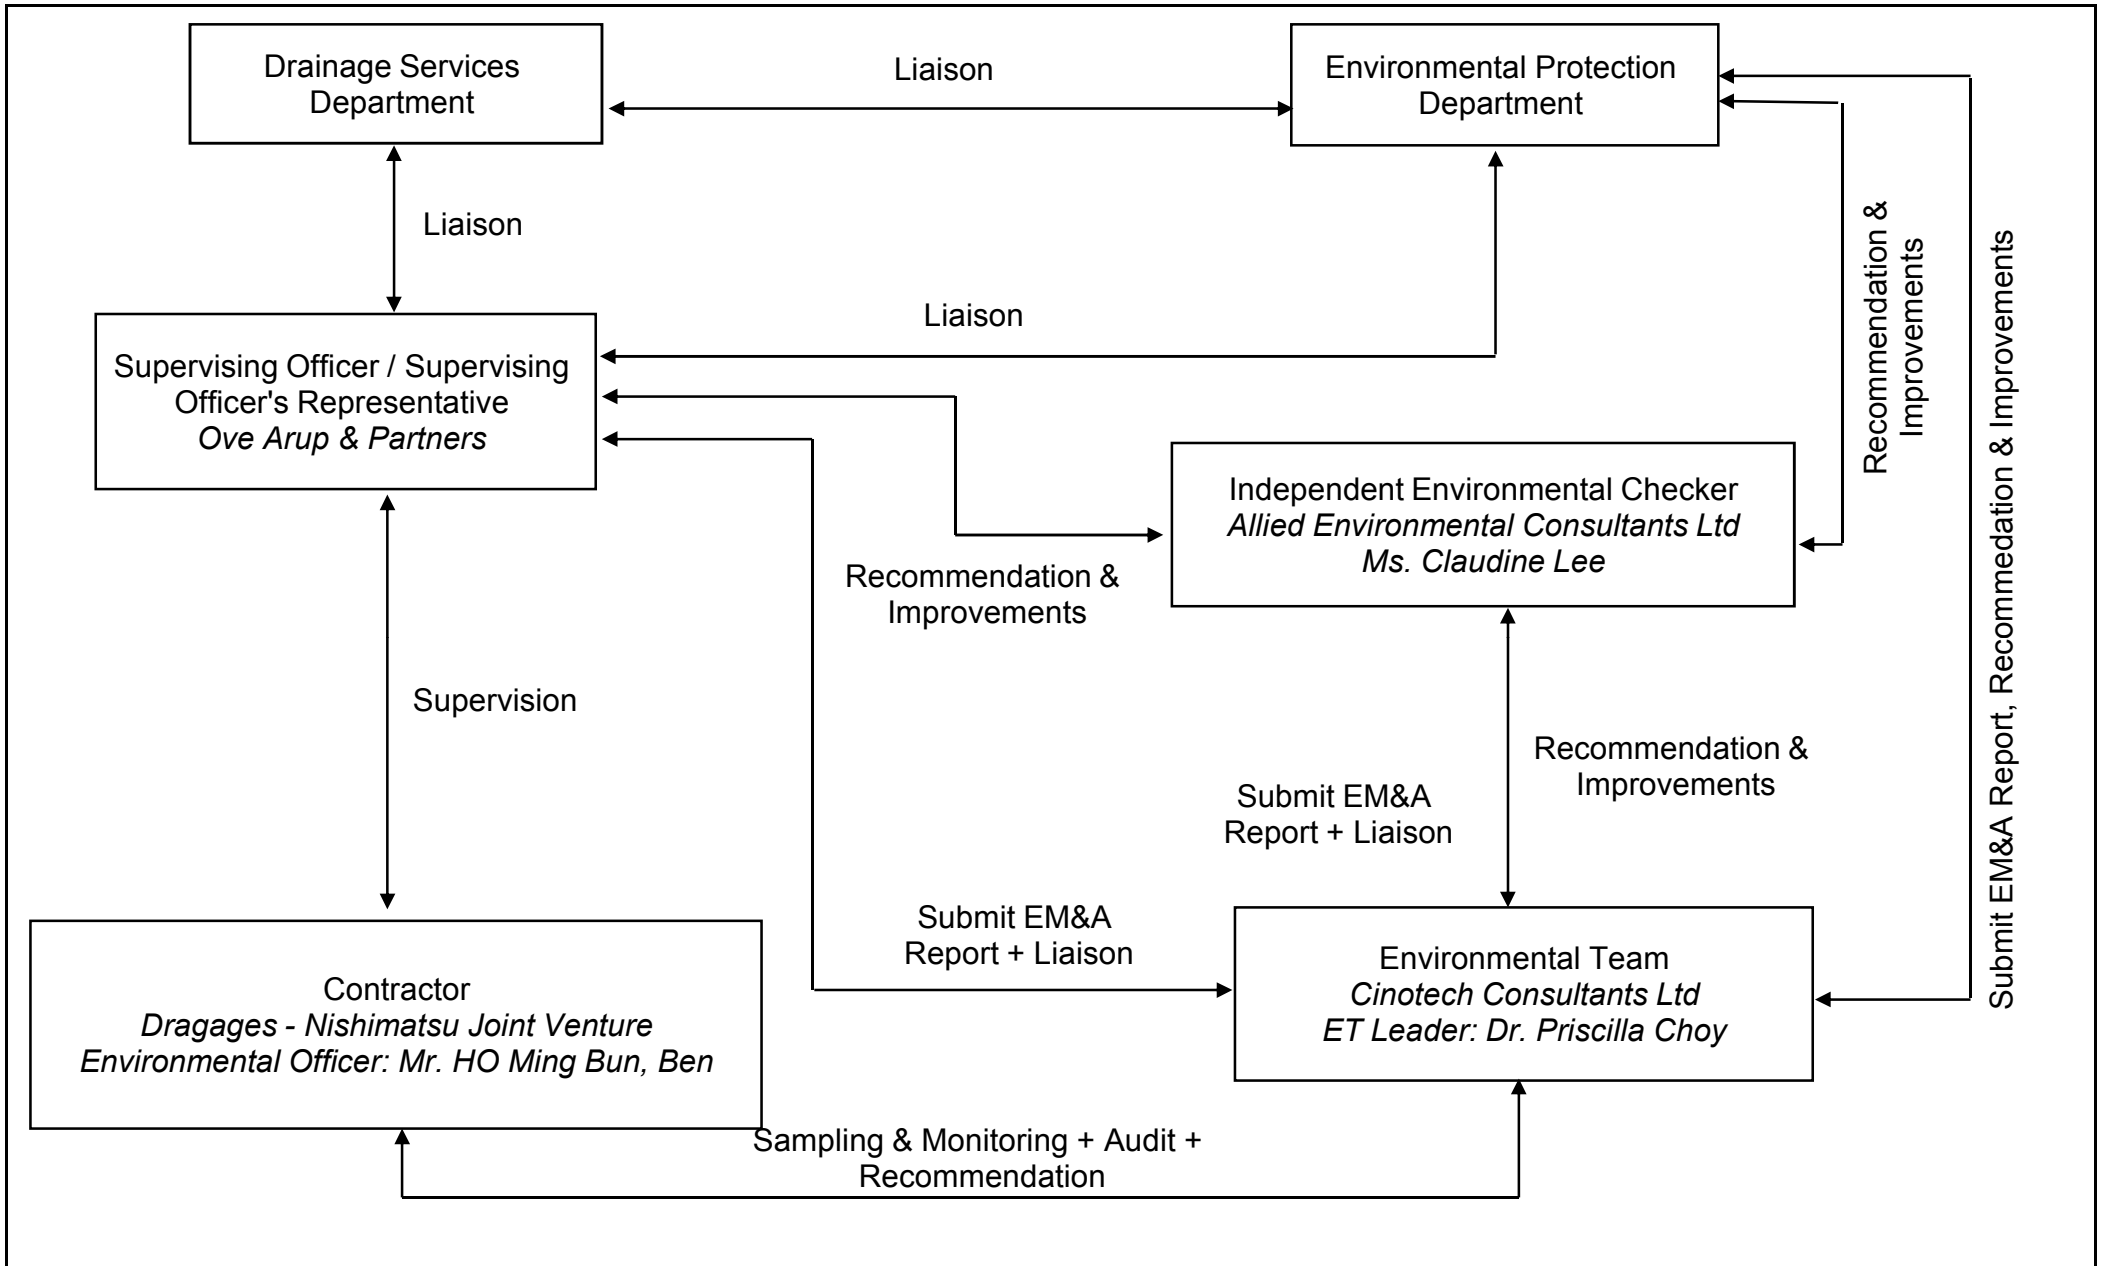 Drainage Services
Department
Liaison
Environmental Protection
Department
Liaison
Recommendation &
Improvements
Submit EM&A Report, Recommedation & Improvements
Liaison
Supervising Officer / Supervising
Officer's Representative
Ove Arup & Partners
Independent Environmental Checker
Allied Environmental Consultants Ltd
Ms. Claudine Lee
Recommendation &
Improvements
Supervision
Recommendation &
Improvements
Submit EM&A
Report + Liaison
Submit EM&A
Report + Liaison
Contractor
Dragages - Nishimatsu Joint Venture
Environmental Officer: Mr. HO Ming Bun, Ben
Environmental Team
Cinotech Consultants Ltd
ET Leader: Dr. Priscilla Choy
Sampling & Monitoring + Audit +
Recommendation